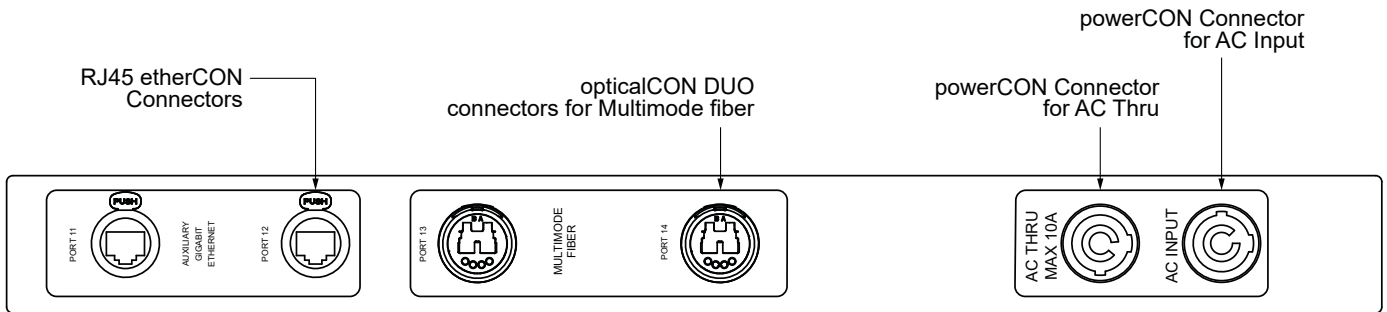 powerCON Connector
for AC Input
RJ45 etherCON
Connectors
opticalCON DUO
connectors for Multimode fiber
powerCON Connector
for AC Thru
PORT 11
PUSH
AUXILIARY
GIGABIT
ETHERNET
PORT 12
PUSH
PORT 13
B A
MULTIMODE
FIBER
PORT 14
B A
AC THRU
MAX 10A
AC INPUT